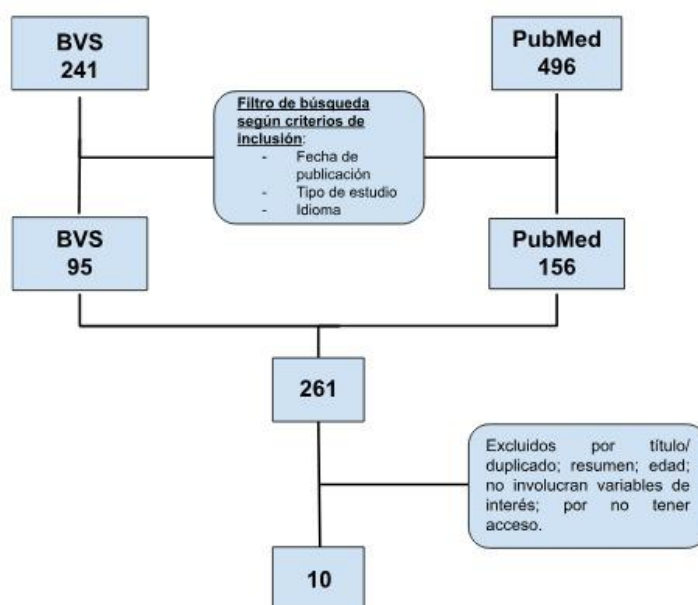 BVS
241
PubMed
496
Filtro de búsqueda
según criterios de
inclusión:
- Fecha de
publicación
- Tipo de estudio
- Idioma
BVS
95
PubMed
156
261
Excluidos por título/
duplicado; resumen; edad;
no involucran variables de
interés; por no tener
acceso.
10